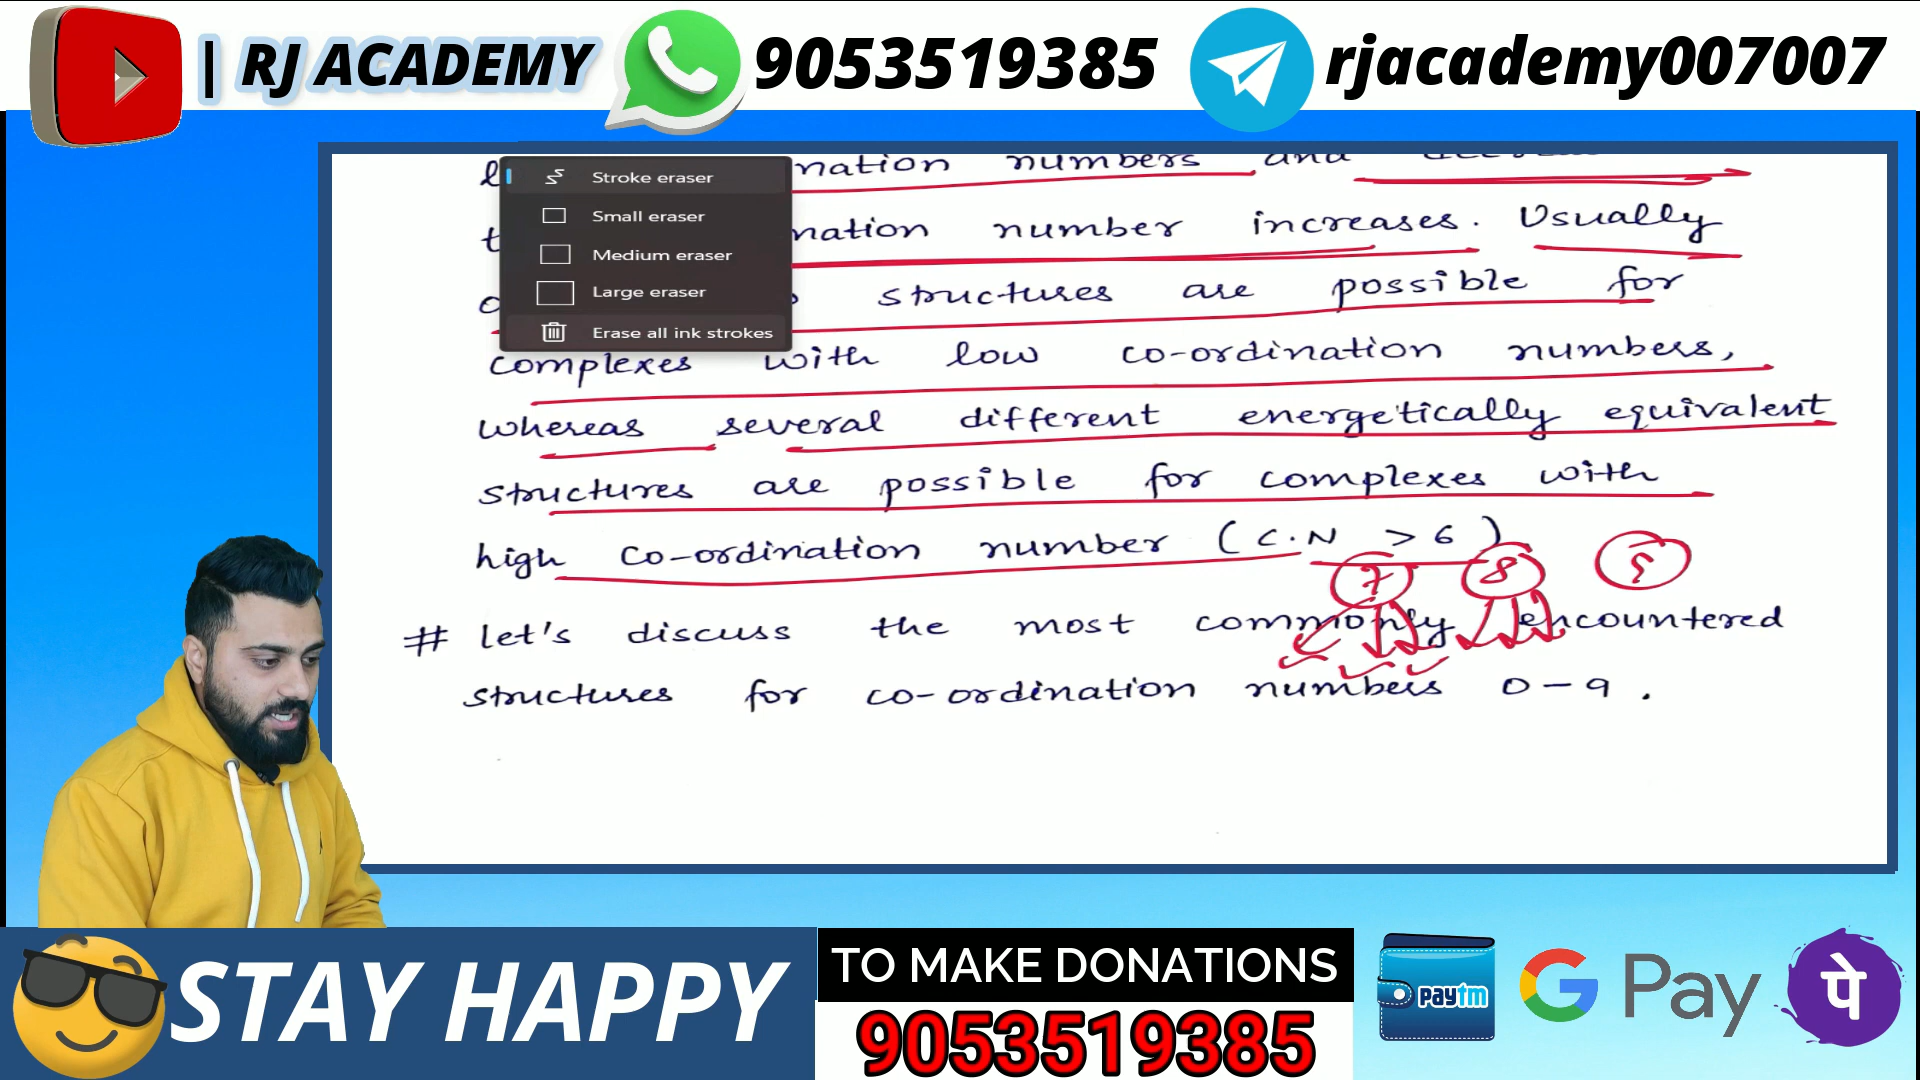 | RJ ACADEMY 9053519385 rjacademy007007
nation numbers and
nation number increases. Usually
structures are possible for
complexes with low co-ordination numbers,
whereas several different energetically equivalent
structures are possible for complexes with
high co-ordination number (C.N > 6).
7 8
# let's discuss the most commonly encountered
structures for co-ordination numbers 0-9.
Stroke eraser
Small eraser
Medium eraser
Large eraser
Erase all ink strokes
STAY HAPPY
TO MAKE DONATIONS
9053519385
paytm
G Pay
पे